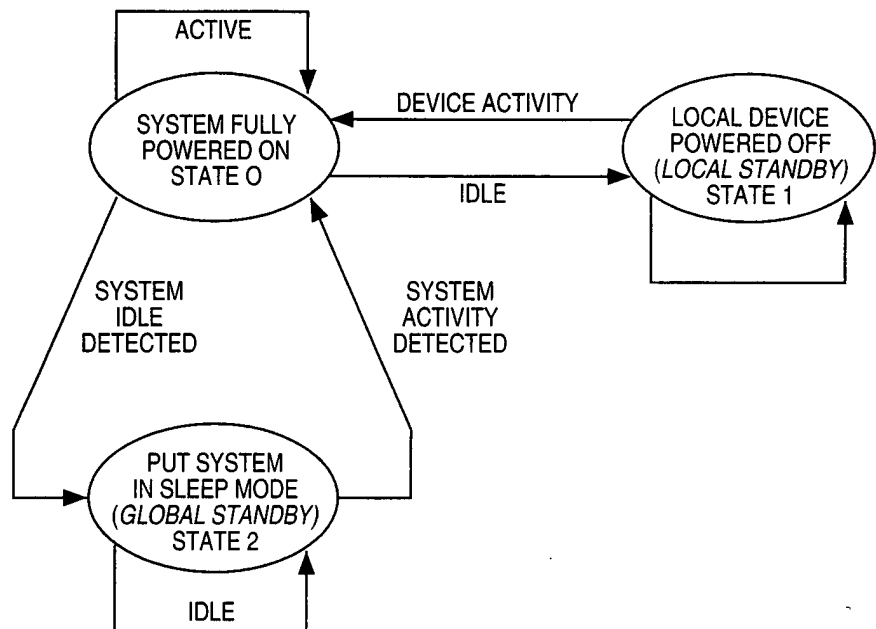 ACTIVE
SYSTEM FULLY
POWERED ON
STATE O
DEVICE ACTIVITY
IDLE
LOCAL DEVICE
POWERED OFF
(LOCAL STANDBY)
STATE 1
SYSTEM
IDLE
DETECTED
SYSTEM
ACTIVITY
DETECTED
PUT SYSTEM
IN SLEEP MODE
(GLOBAL STANDBY)
STATE 2
IDLE